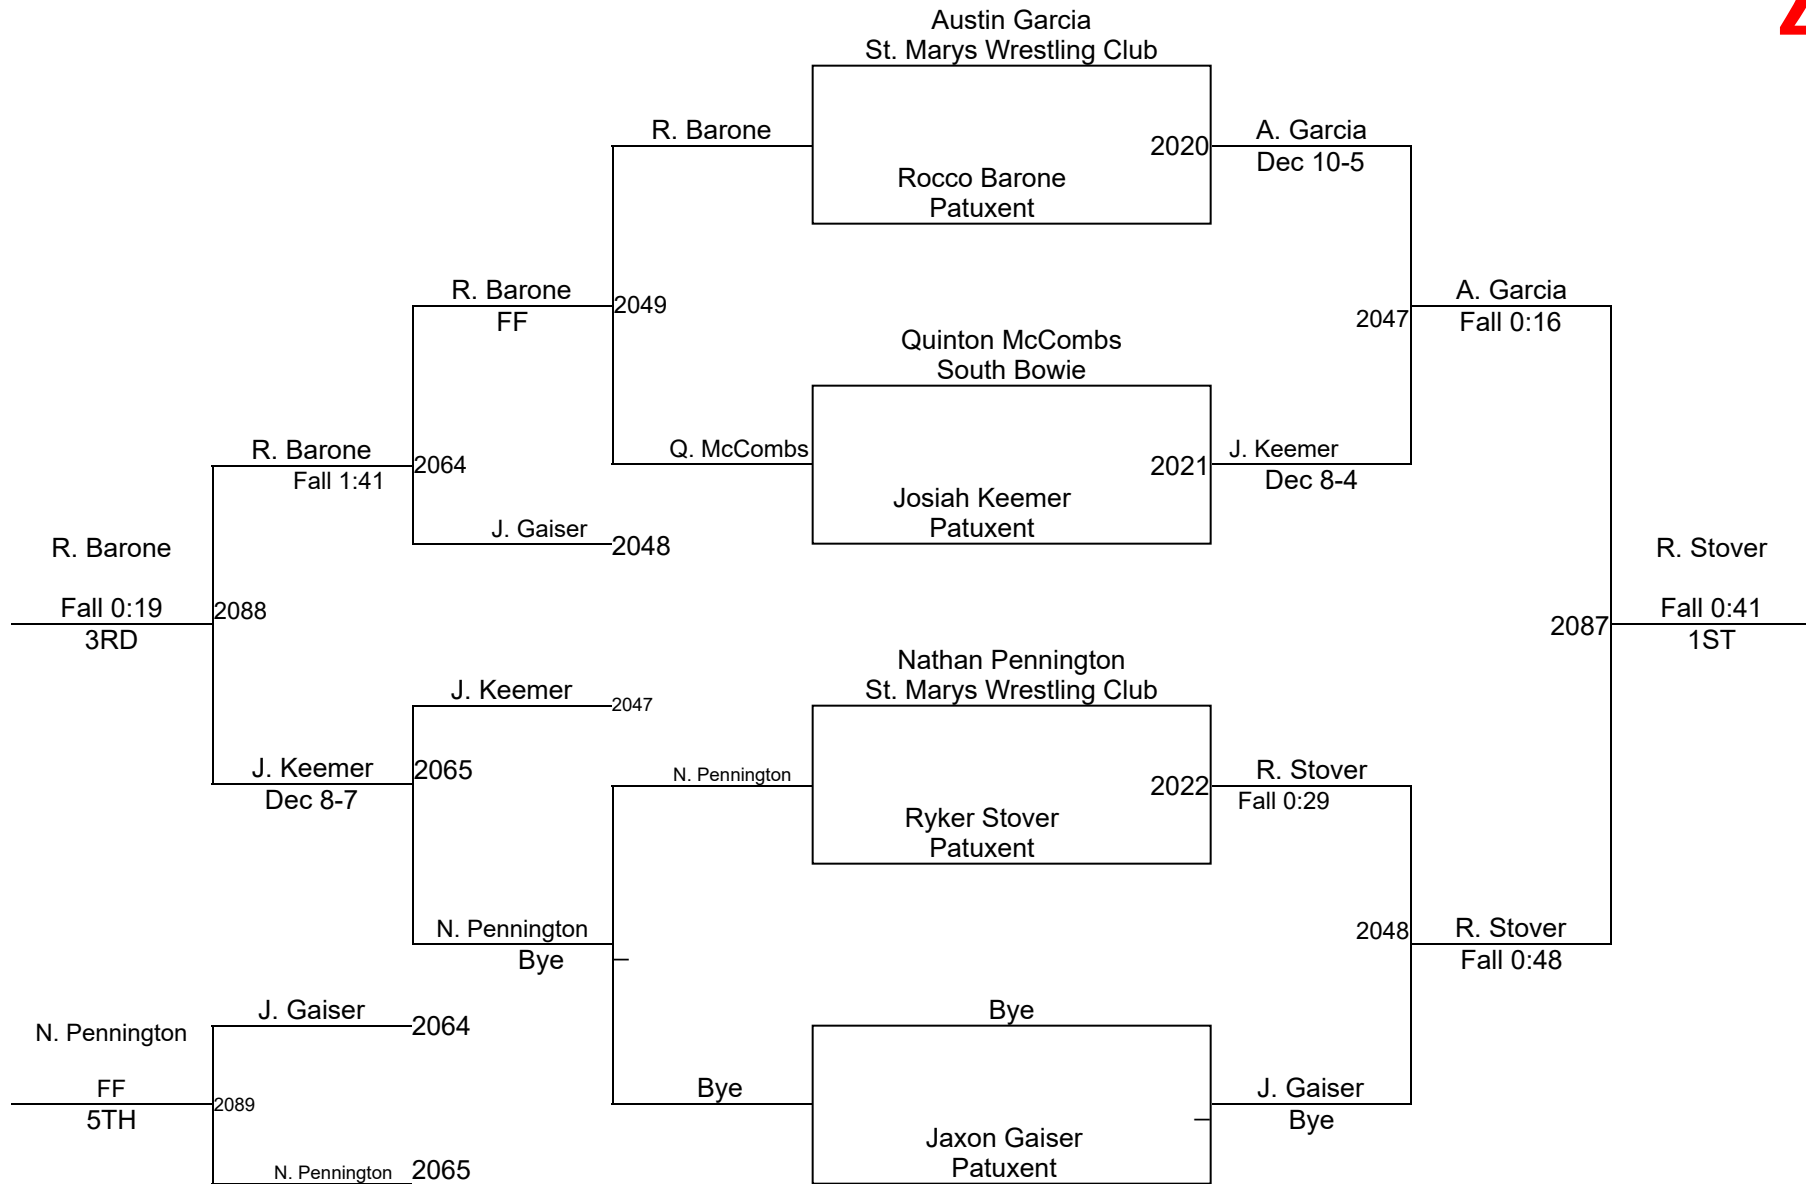 Austin Garcia
St. Marys Wrestling Club
R. Barone
2020
A. Garcia
Dec 10-5
Rocco Barone
Patuxent
R. Barone
FF
2049
2047
A. Garcia
Fall 0:16
Quinton McCombs
South Bowie
R. Barone
Fall 1:41
2064
Q. McCombs
2021
J. Keemer
Dec 8-4
Josiah Keemer
Patuxent
J. Gaiser
2048
R. Barone
Fall 0:19
3RD
2088
2087
R. Stover
Fall 0:41
1ST
Nathan Pennington
St. Marys Wrestling Club
J. Keemer
2047
J. Keemer
Dec 8-7
2065
N. Pennington
2022
R. Stover
Fall 0:29
Ryker Stover
Patuxent
N. Pennington
Bye
2048
R. Stover
Fall 0:48
J. Gaiser
2064
Bye
N. Pennington
FF
5TH
2089
Bye
J. Gaiser
Bye
Jaxon Gaiser
Patuxent
N. Pennington
2065